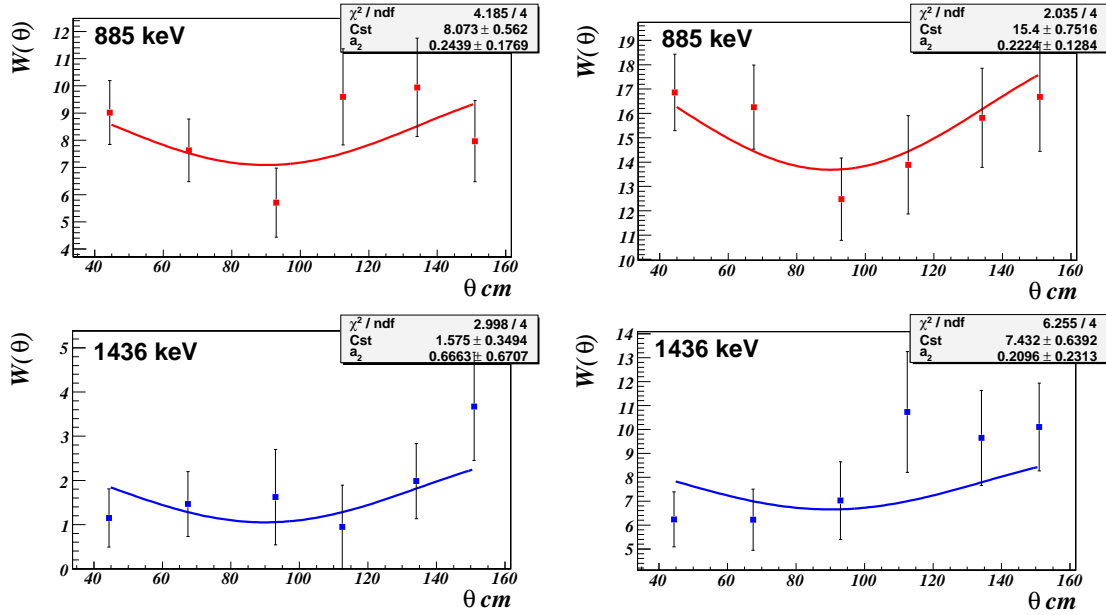 χ² / ndf 4.185 / 4
Cst 8.073 ± 0.562
a₂ 0.2439 ± 0.1769
885 keV
W(θ)
12
11
10
9
8
7
6
5
4
40 60 80 100 120 140 160
θ cm
χ² / ndf 2.035 / 4
Cst 15.4 ± 0.7516
a₂ 0.2224 ± 0.1284
885 keV
W(θ)
19
18
17
16
15
14
13
12
11
10
40 60 80 100 120 140 160
θ cm
χ² / ndf 2.998 / 4
Cst 1.575 ± 0.3494
a₂ 0.6663 ± 0.6707
1436 keV
W(θ)
5
4
3
2
1
0
40 60 80 100 120 140 160
θ cm
χ² / ndf 6.255 / 4
Cst 7.432 ± 0.6392
a₂ 0.2096 ± 0.2313
1436 keV
W(θ)
14
13
12
11
10
9
8
7
6
5
40 60 80 100 120 140 160
θ cm